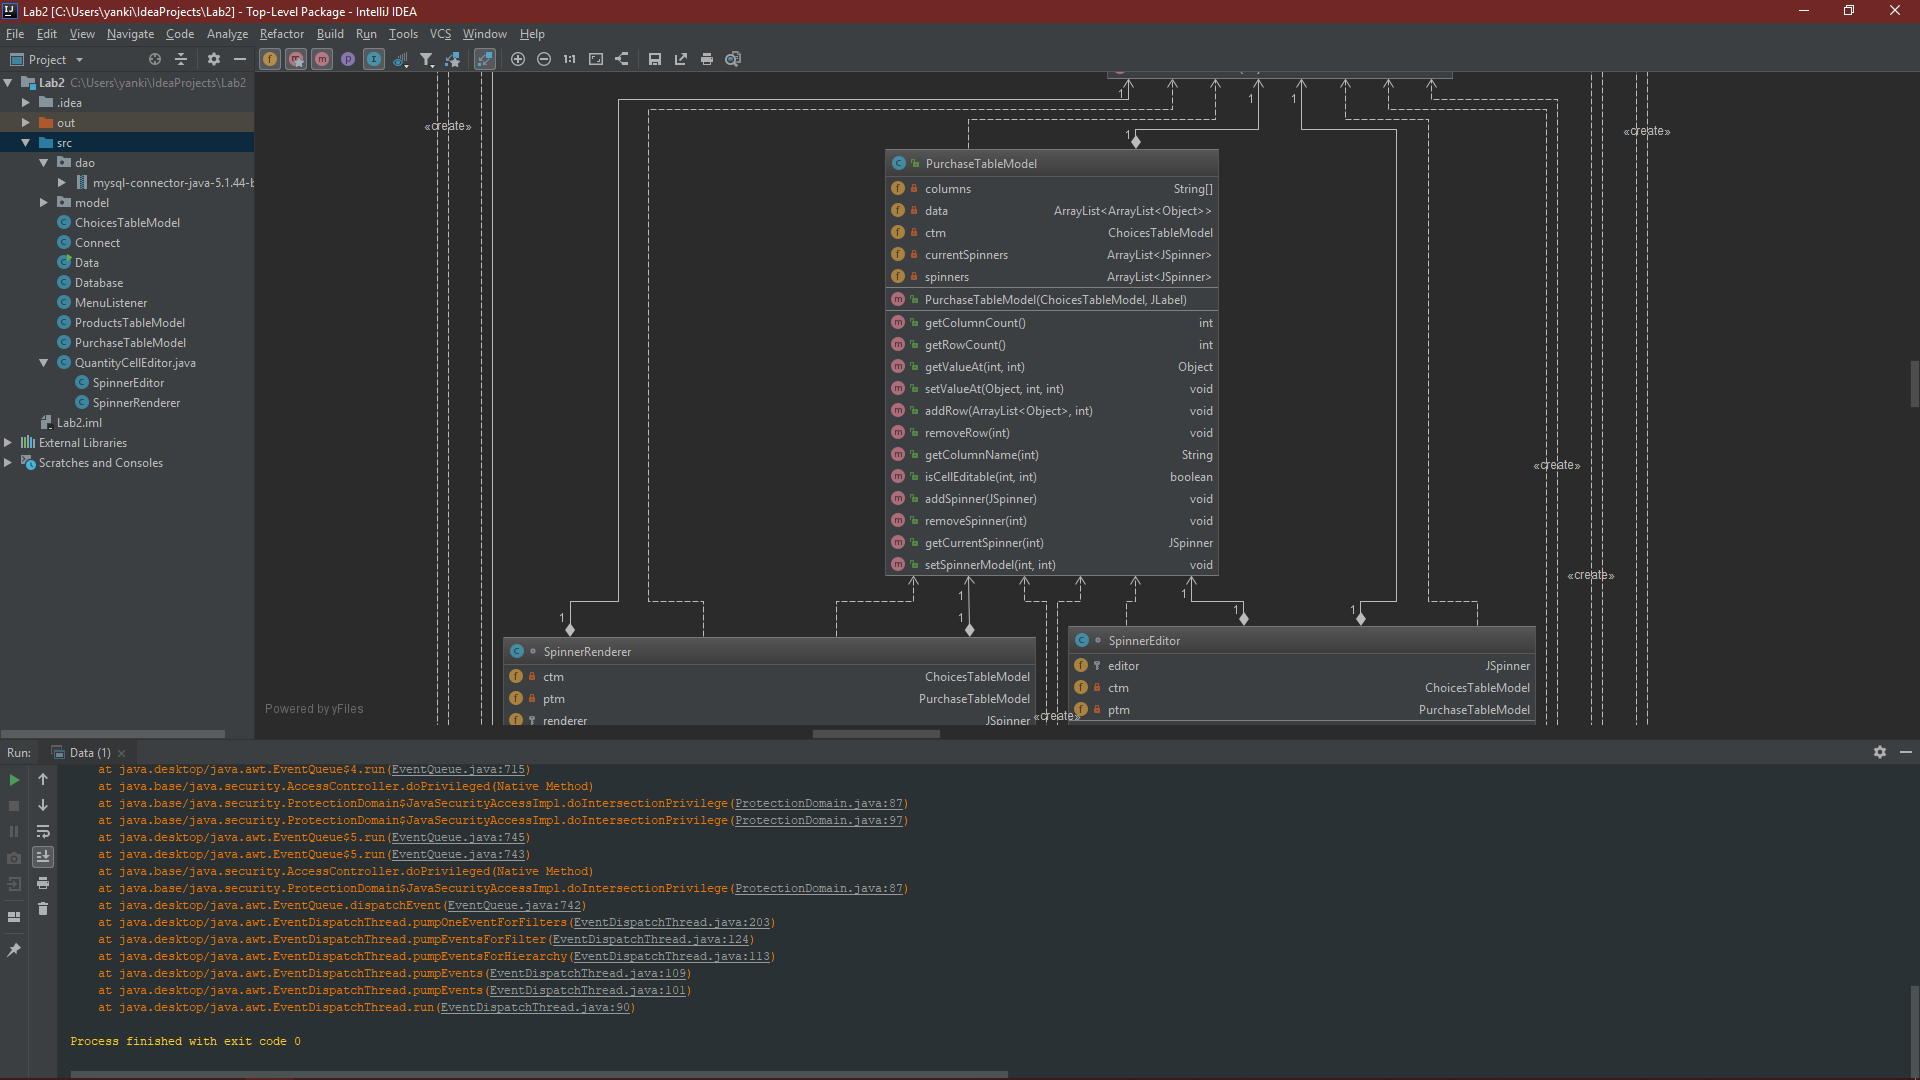 Lab2 [C:\Users\yanki\IdeaProjects\Lab2] - Top-Level Package - IntelliJ IDEA
File Edit View Navigate Code Analyze Refactor Build Run Tools VCS Window Help
Project
1:1
Lab2 C:\Users\yanki\IdeaProjects\Lab2
.idea
out
src
dao
mysql-connector-java-5.1.44-b
model
ChoicesTableModel
Connect
Data
Database
MenuListener
ProductsTableModel
PurchaseTableModel
QuantityCellEditor.java
SpinnerEditor
SpinnerRenderer
Lab2.iml
External Libraries
Scratches and Consoles
«create»
1
1
1
1
«create»
PurchaseTableModel
columns String[]
data ArrayList<ArrayList<Object>>
ctm ChoicesTableModel
currentSpinners ArrayList<JSpinner>
spinners ArrayList<JSpinner>
PurchaseTableModel(ChoicesTableModel, JLabel)
getColumnCount() int
getRowCount() int
getValueAt(int, int) Object
setValueAt(Object, int, int) void
addRow(ArrayList<Object>, int) void
removeRow(int) void
getColumnName(int) String
isCellEditable(int, int) boolean
addSpinner(JSpinner) void
removeSpinner(int) void
getCurrentSpinner(int) JSpinner
setSpinnerModel(int, int) void
«create»
«create»
1
1
1
1
1
1
SpinnerRenderer
ctm ChoicesTableModel
ptm PurchaseTableModel
renderer JSpinner
«create»
SpinnerEditor
editor JSpinner
ctm ChoicesTableModel
ptm PurchaseTableModel
Powered by yFiles
Run: Data (1)
at java.desktop/java.awt.EventQueue$4.run(EventQueue.java:715)
at java.base/java.security.AccessController.doPrivileged(Native Method)
at java.base/java.security.ProtectionDomain$JavaSecurityAccessImpl.doIntersectionPrivilege(ProtectionDomain.java:87)
at java.base/java.security.ProtectionDomain$JavaSecurityAccessImpl.doIntersectionPrivilege(ProtectionDomain.java:97)
at java.desktop/java.awt.EventQueue$5.run(EventQueue.java:745)
at java.desktop/java.awt.EventQueue$5.run(EventQueue.java:743)
at java.base/java.security.AccessController.doPrivileged(Native Method)
at java.base/java.security.ProtectionDomain$JavaSecurityAccessImpl.doIntersectionPrivilege(ProtectionDomain.java:87)
at java.desktop/java.awt.EventQueue.dispatchEvent(EventQueue.java:742)
at java.desktop/java.awt.EventDispatchThread.pumpOneEventForFilters(EventDispatchThread.java:203)
at java.desktop/java.awt.EventDispatchThread.pumpEventsForFilter(EventDispatchThread.java:124)
at java.desktop/java.awt.EventDispatchThread.pumpEventsForHierarchy(EventDispatchThread.java:113)
at java.desktop/java.awt.EventDispatchThread.pumpEvents(EventDispatchThread.java:109)
at java.desktop/java.awt.EventDispatchThread.pumpEvents(EventDispatchThread.java:101)
at java.desktop/java.awt.EventDispatchThread.run(EventDispatchThread.java:90)
Process finished with exit code 0